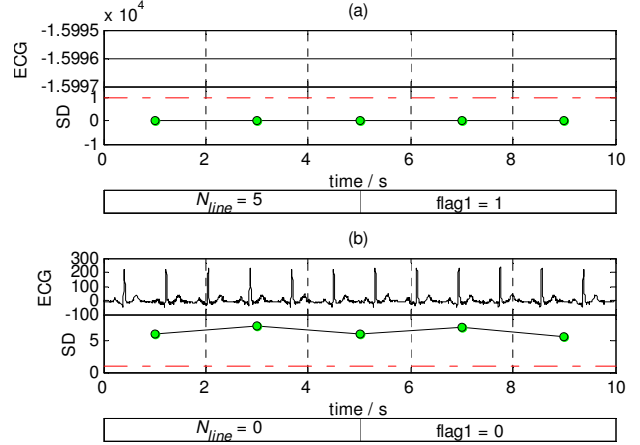 (a)
x 10^4
-1.5995
-1.5996
-1.5997
ECG
1
0
-1
SD
0 2 4 6 8 10
time / s
N_line = 5 flag1 = 1
(b)
300
200
100
0
-100
ECG
5
0
SD
0 2 4 6 8 10
time / s
N_line = 0 flag1 = 0